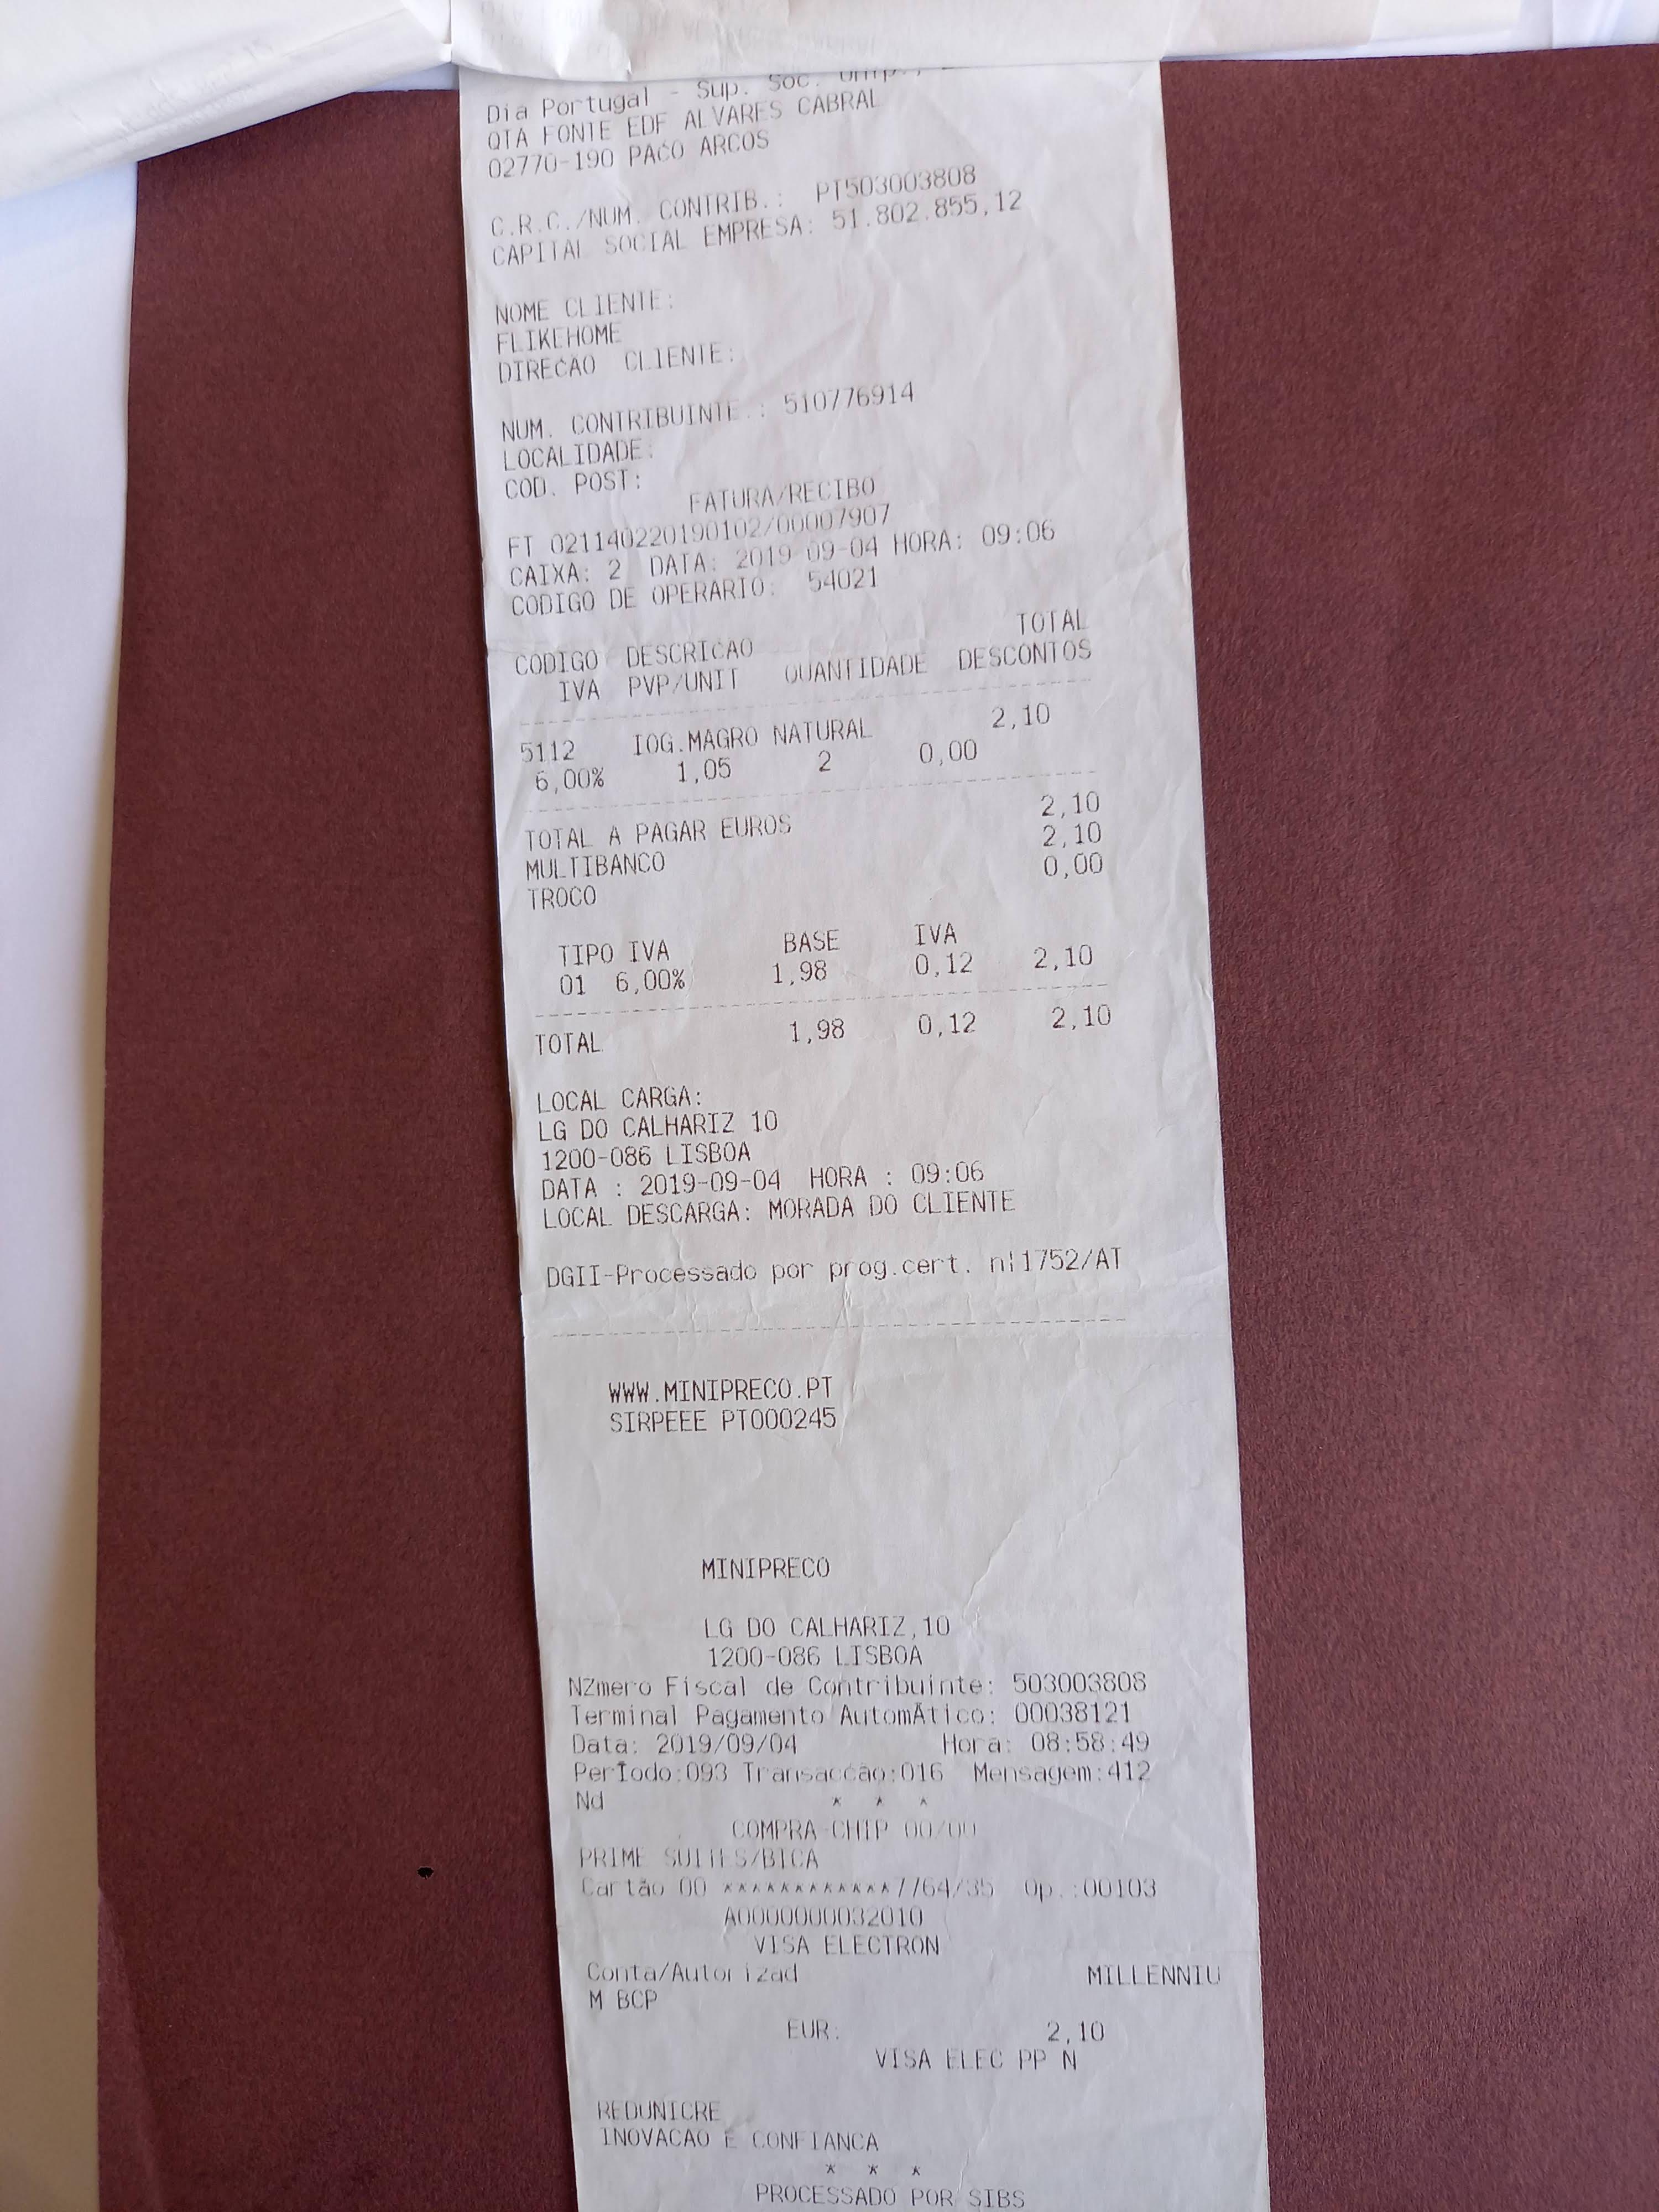 Dia Portugal - Sup. Soc. Unip.,
QTA FONTE EDF ALVARES CABRAL
02770-190 PACO ARCOS
C.R.C./NUM. CONTRIB.: PT503003808
CAPITAL SOCIAL EMPRESA: 51.802.855,12
NOME CLIENTE:
FLIKEHOME
DIRECAO CLIENTE:
NUM. CONTRIBUINTE.: 510776914
LOCALIDADE:
COD. POST:
FATURA/RECIBO
FT 021140220190102/00007907
CAIXA: 2 DATA: 2019-09-04 HORA: 09:06
CODIGO DE OPERARIO: 54021
TOTAL
CODIGO DESCRICAO
IVA PVP/UNIT QUANTIDADE DESCONTOS
5112 IOG.MAGRO NATURAL 2,10
6,00% 1,05 2 0,00
TOTAL A PAGAR EUROS 2,10
MULTIBANCO 2,10
TROCO 0,00
TIPO IVA BASE IVA
01 6,00% 1,98 0,12 2,10
TOTAL 1,98 0,12 2,10
LOCAL CARGA:
LG DO CALHARIZ 10
1200-086 LISBOA
DATA : 2019-09-04 HORA : 09:06
LOCAL DESCARGA: MORADA DO CLIENTE
DGII-Processado por prog.cert. n¦1752/AT
WWW.MINIPRECO.PT
SIRPEEE PT000245
MINIPRECO
LG DO CALHARIZ,10
1200-086 LISBOA
NZmero Fiscal de Contribuinte: 503003808
Terminal Pagamento AutomÃtico: 00038121
Data: 2019/09/04 Hora: 08:58:49
PerÎodo:093 Transacção:016 Mensagem:412
Nd * * *
COMPRA-CHIP 00/00
PRIME SUITES/BICA
Cartão 00 ************7764/35 Op.:00103
A0000000032010
VISA ELECTRON
Conta/Autorizad MILLENNIU
M BCP
EUR: 2,10
VISA ELEC PP N
REDUNICRE
INOVACAO E CONFIANCA
* * *
PROCESSADO POR SIBS